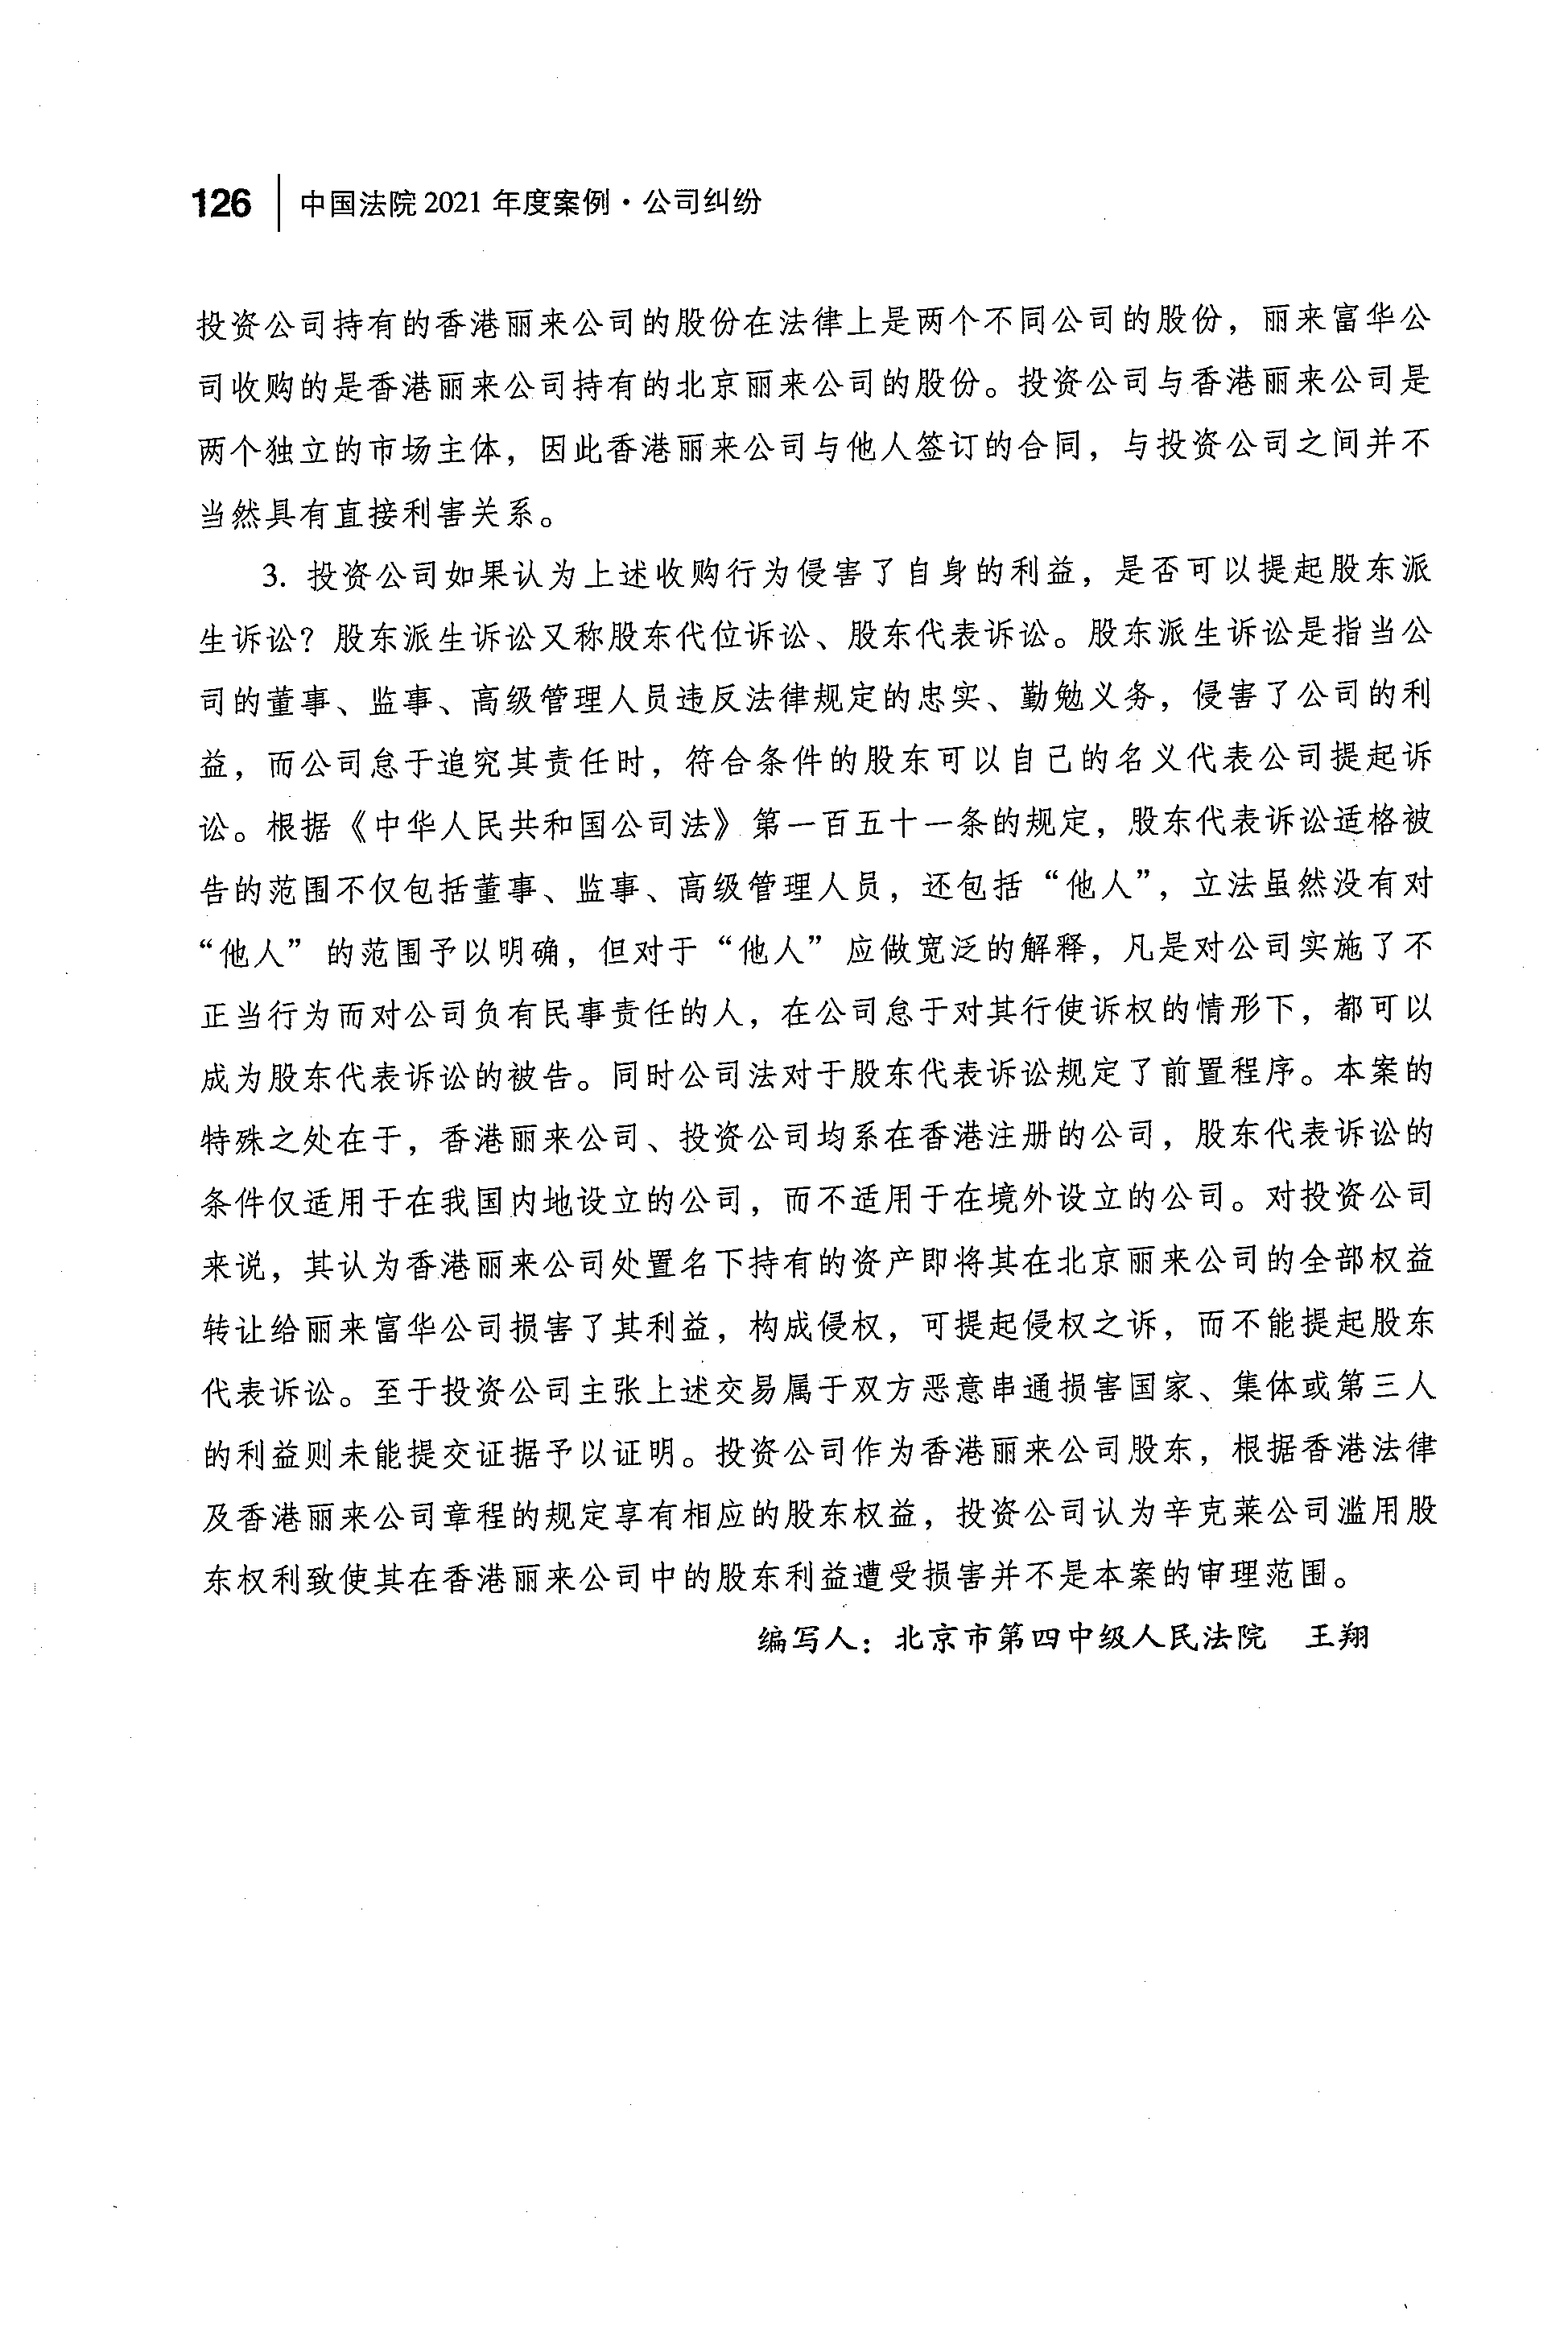 126 中国法院 2021 年度案例·公司纠纷
投资公司持有的香港丽来公司的股份在法律上是两个不同公司的股份，丽来富华公
司收购的是香港丽来公司持有的北京丽来公司的股份。投资公司与香港丽来公司是
两个独立的市场主体，因此香港丽来公司与他人签订的合同，与投资公司之间并不
当然具有直接利害关系。
3. 投资公司如果认为上述收购行为侵害了自身的利益，是否可以提起股东派
生诉讼？股东派生诉讼又称股东代位诉讼、股东代表诉讼。股东派生诉讼是指当公
司的董事、监事、高级管理人员违反法律规定的忠实、勤勉义务，侵害了公司的利
益，而公司怠于追究其责任时，符合条件的股东可以自己的名义代表公司提起诉
讼。根据《中华人民共和国公司法》第一百五十一条的规定，股东代表诉讼适格被
告的范围不仅包括董事、监事、高级管理人员，还包括“他人”，立法虽然没有对
“他人”的范围予以明确，但对于“他人”应做宽泛的解释，凡是对公司实施了不
正当行为而对公司负有民事责任的人，在公司怠于对其行使诉权的情形下，都可以
成为股东代表诉讼的被告。同时公司法对于股东代表诉讼规定了前置程序。本案的
特殊之处在于，香港丽来公司、投资公司均系在香港注册的公司，股东代表诉讼的
条件仅适用于在我国内地设立的公司，而不适用于在境外设立的公司。对投资公司
来说，其认为香港丽来公司处置名下持有的资产即将其在北京丽来公司的全部权益
转让给丽来富华公司损害了其利益，构成侵权，可提起侵权之诉，而不能提起股东
代表诉讼。至于投资公司主张上述交易属于双方恶意串通损害国家、集体或第三人
的利益则未能提交证据予以证明。投资公司作为香港丽来公司股东，根据香港法律
及香港丽来公司章程的规定享有相应的股东权益，投资公司认为辛克莱公司滥用股
东权利致使其在香港丽来公司中的股东利益遭受损害并不是本案的审理范围。
编写人：北京市第四中级人民法院 王翔